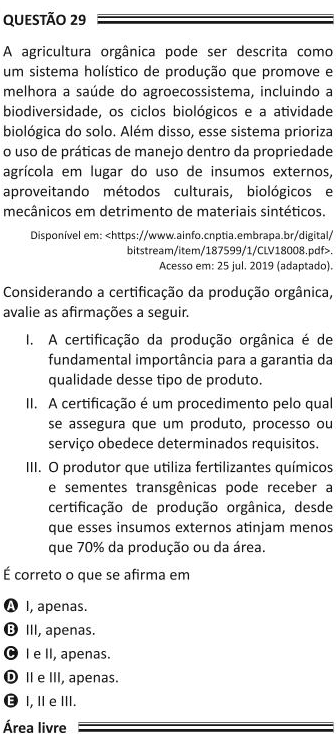 QUESTÃO 29
A agricultura orgânica pode ser descrita como
um sistema holístico de produção que promove e
melhora a saúde do agroecossistema, incluindo a
biodiversidade, os ciclos biológicos e a atividade
biológica do solo. Além disso, esse sistema prioriza
o uso de práticas de manejo dentro da propriedade
agrícola em lugar do uso de insumos externos,
aproveitando métodos culturais, biológicos e
mecânicos em detrimento de materiais sintéticos.
Disponível em: <https://www.ainfo.cnptia.embrapa.br/digital/
bitstream/item/187599/1/CLV18008.pdf>.
Acesso em: 25 jul. 2019 (adaptado).
Considerando a certificação da produção orgânica,
avalie as afirmações a seguir.
I. A certificação da produção orgânica é de
fundamental importância para a garantia da
qualidade desse tipo de produto.
II. A certificação é um procedimento pelo qual
se assegura que um produto, processo ou
serviço obedece determinados requisitos.
III. O produtor que utiliza fertilizantes químicos
e sementes transgênicas pode receber a
certificação de produção orgânica, desde
que esses insumos externos atinjam menos
que 70% da produção ou da área.
É correto o que se afirma em
A I, apenas.
B III, apenas.
C I e II, apenas.
D II e III, apenas.
E I, II e III.
Área livre